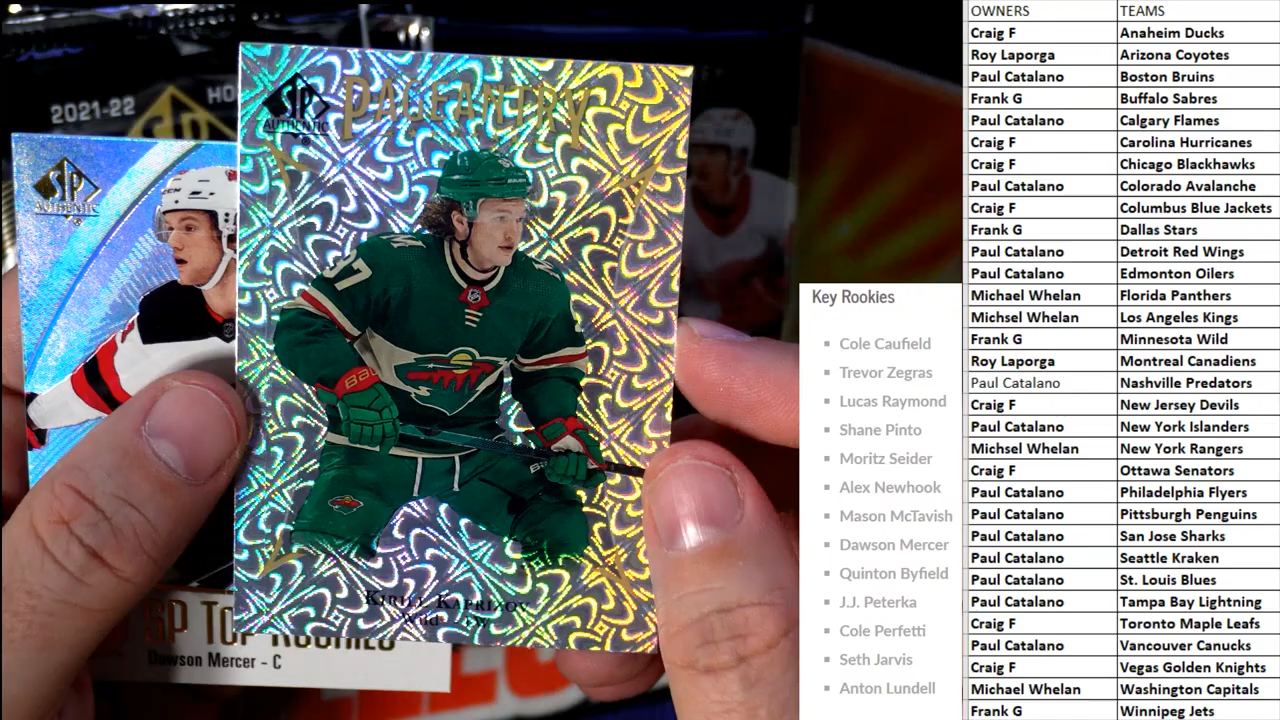 2021-22
HO
SP
AUTHENTIC
SP
AUTHENTIC
PAGEANTRY
97
KIRILL KAPRIZOV
Wild - LW
SP TOP ROOKIES
Dawson Mercer - C
Key Rookies
Cole Caufield
Trevor Zegras
Lucas Raymond
Shane Pinto
Moritz Seider
Alex Newhook
Mason McTavish
Dawson Mercer
Quinton Byfield
J.J. Peterka
Cole Perfetti
Seth Jarvis
Anton Lundell
OWNERS TEAMS
Craig F Anaheim Ducks
Roy Laporga Arizona Coyotes
Paul Catalano Boston Bruins
Frank G Buffalo Sabres
Paul Catalano Calgary Flames
Craig F Carolina Hurricanes
Craig F Chicago Blackhawks
Paul Catalano Colorado Avalanche
Craig F Columbus Blue Jackets
Frank G Dallas Stars
Paul Catalano Detroit Red Wings
Paul Catalano Edmonton Oilers
Michael Whelan Florida Panthers
Michsel Whelan Los Angeles Kings
Frank G Minnesota Wild
Roy Laporga Montreal Canadiens
Paul Catalano Nashville Predators
Craig F New Jersey Devils
Paul Catalano New York Islanders
Michsel Whelan New York Rangers
Craig F Ottawa Senators
Paul Catalano Philadelphia Flyers
Paul Catalano Pittsburgh Penguins
Paul Catalano San Jose Sharks
Paul Catalano Seattle Kraken
Paul Catalano St. Louis Blues
Paul Catalano Tampa Bay Lightning
Craig F Toronto Maple Leafs
Paul Catalano Vancouver Canucks
Craig F Vegas Golden Knights
Michael Whelan Washington Capitals
Frank G Winnipeg Jets